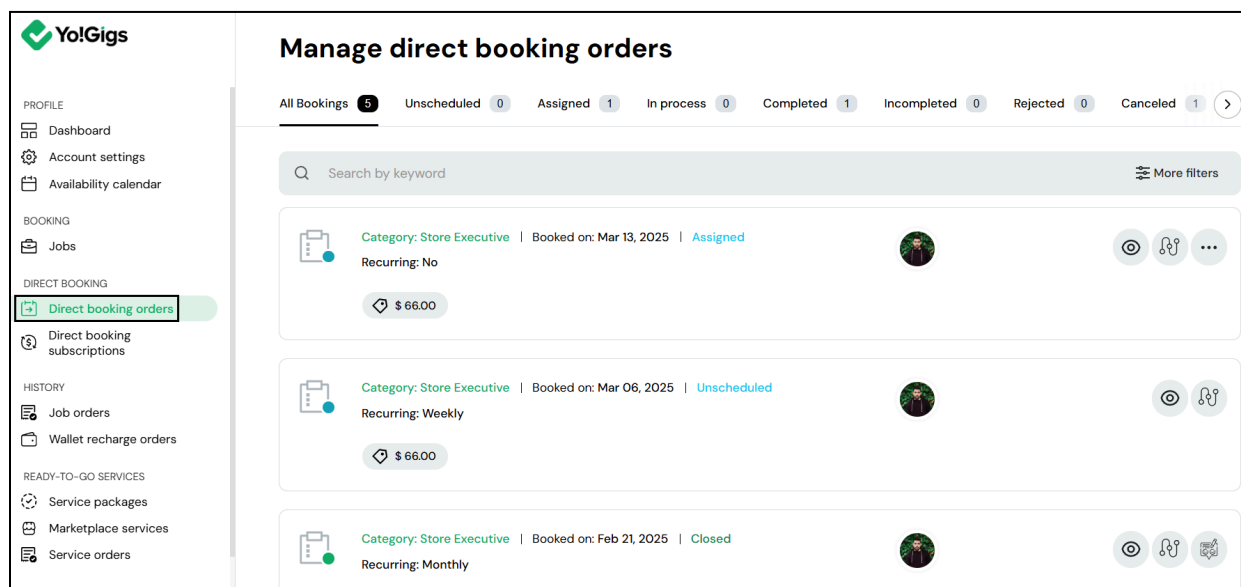 Yo!Gigs
Manage direct booking orders
All Bookings 5 Unscheduled 0 Assigned 1 In process 0 Completed 1 Incompleted 0 Rejected 0 Canceled 1
Search by keyword More filters
PROFILE
Dashboard
Account settings
Availability calendar
BOOKING
Jobs
DIRECT BOOKING
Direct booking orders
Direct booking
subscriptions
HISTORY
Job orders
Wallet recharge orders
READY-TO-GO SERVICES
Service packages
Marketplace services
Service orders
Category: Store Executive | Booked on: Mar 13, 2025 | Assigned
Recurring: No
$ 66.00
Category: Store Executive | Booked on: Mar 06, 2025 | Unscheduled
Recurring: Weekly
$ 66.00
Category: Store Executive | Booked on: Feb 21, 2025 | Closed
Recurring: Monthly